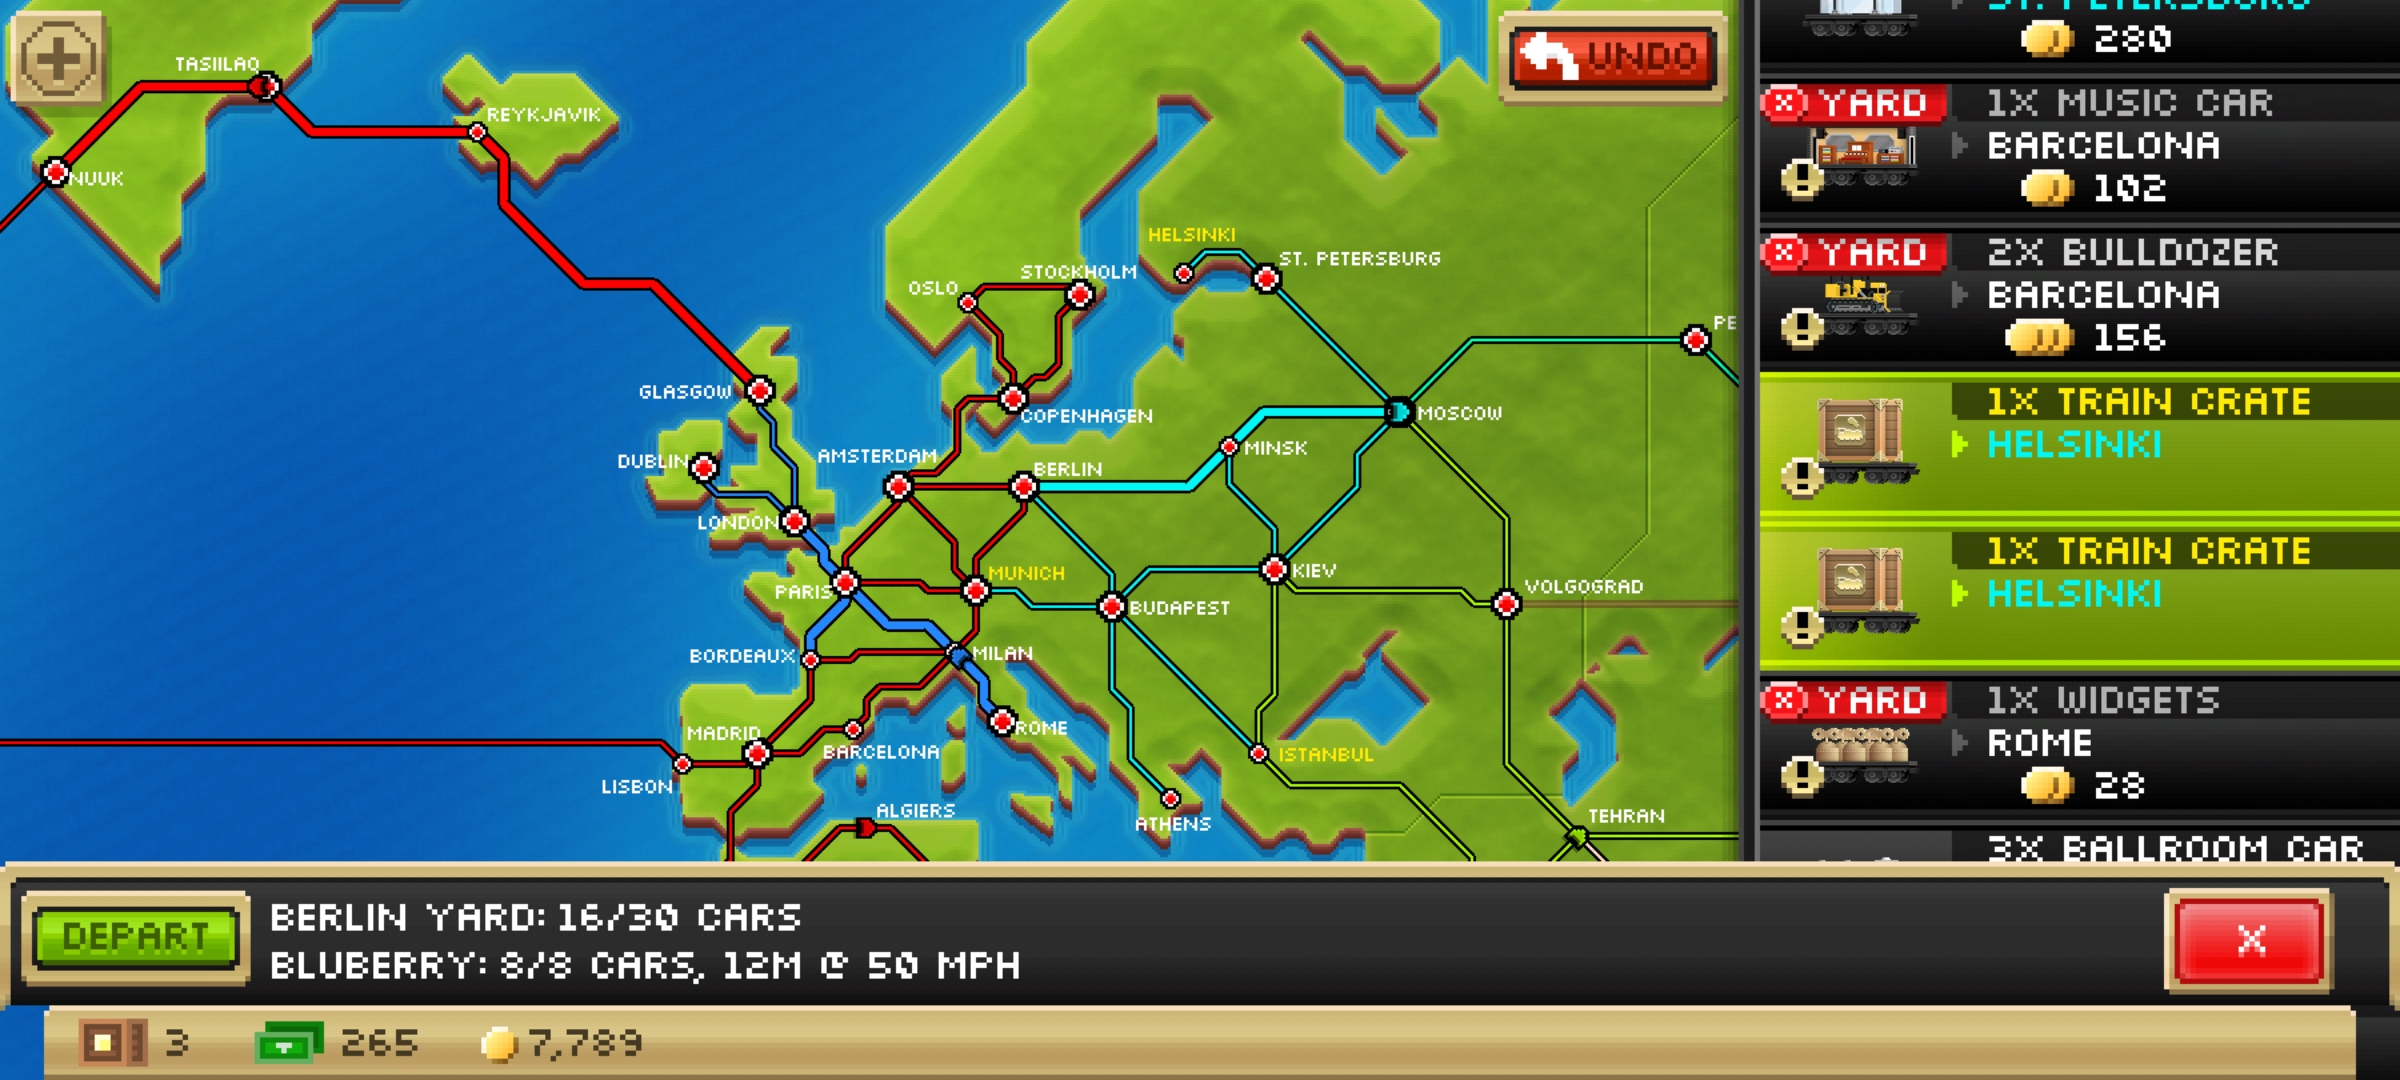 ST. PETERSBURG
280
TASIILAQ
REYKJAVIK
NUUK
UNDO
YARD
1X MUSIC CAR
BARCELONA
102
HELSINKI
ST. PETERSBURG
STOCKHOLM
OSLO
YARD
2X BULLDOZER
BARCELONA
156
PE
GLASGOW
COPENHAGEN
MOSCOW
1X TRAIN CRATE
HELSINKI
AMSTERDAM
MINSK
DUBLIN
BERLIN
LONDON
1X TRAIN CRATE
HELSINKI
MUNICH
KIEV
PARIS
BUDAPEST
VOLGOGRAD
BORDEAUX
MILAN
YARD
1X WIDGETS
ROME
28
MADRID
ROME
BARCELONA
ISTANBUL
LISBON
ALGIERS
ATHENS
TEHRAN
3X BALLROOM CAR
DEPART
BERLIN YARD: 16/30 CARS
BLUBERRY: 8/8 CARS, 12M @ 50 MPH
X
3
265
7,789